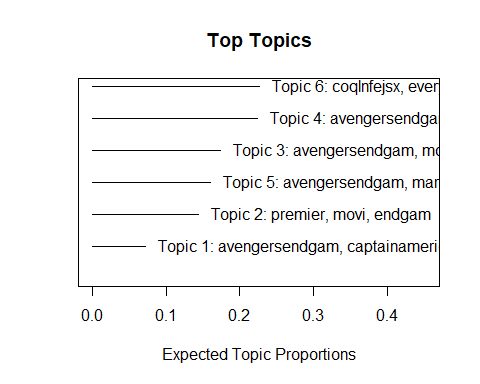 Top Topics
Topic 6: coqlnfejsx, ever
Topic 4: avengersendga
Topic 3: avengersendgam, mo
Topic 5: avengersendgam, mar
Topic 2: premier, movi, endgam
Topic 1: avengersendgam, captainameri
0.0 0.1 0.2 0.3 0.4
Expected Topic Proportions